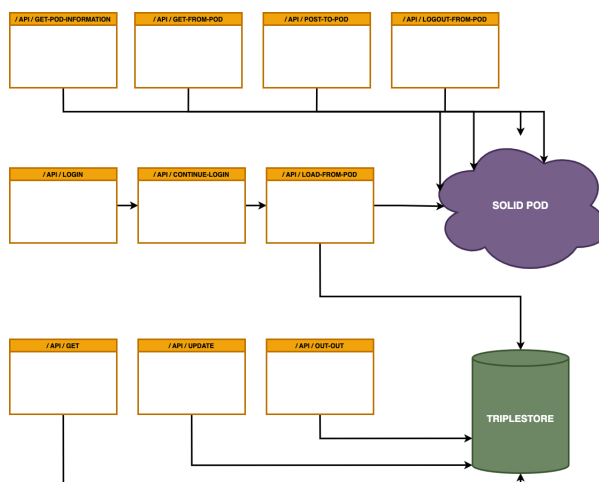 / API / GET-POD-INFORMATION
/ API / GET-FROM-POD
/ API / POST-TO-POD
/ API / LOGOUT-FROM-POD
/ API / LOGIN
/ API / CONTINUE-LOGIN
/ API / LOAD-FROM-POD
SOLID POD
/ API / GET
/ API / UPDATE
/ API / OUT-OUT
TRIPLESTORE